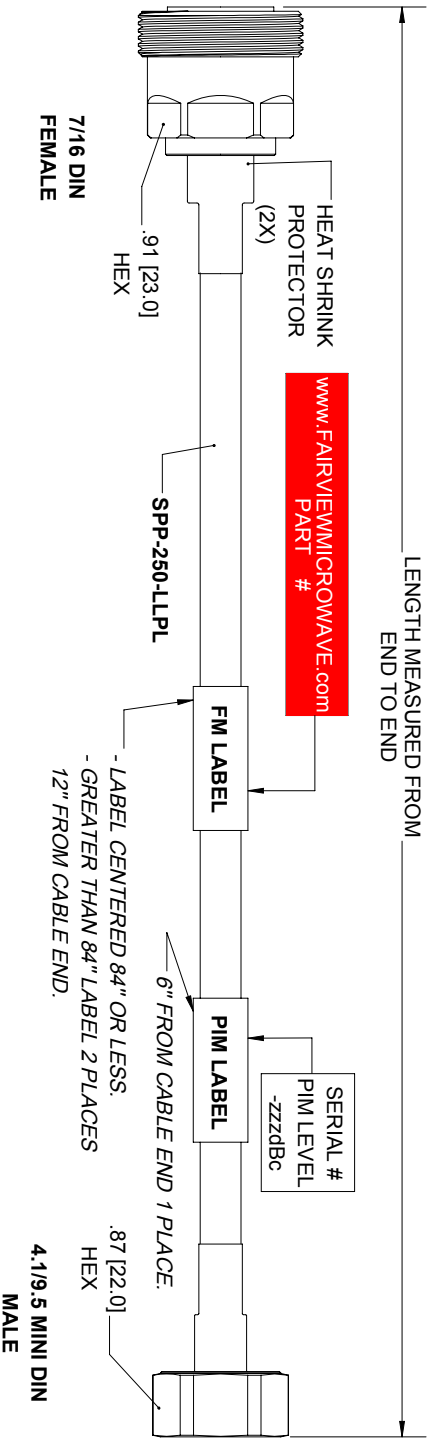 LENGTH MEASURED FROM
END TO END
HEAT SHRINK
PROTECTOR
(2X)
www.FAIRVIEWMICROWAVE.com
PART #
SERIAL #
PIM LEVEL
-zzzdBc
FM LABEL
PIM LABEL
.91 [23.0]
HEX
7/16 DIN
FEMALE
SPP-250-LLPL
- LABEL CENTERED 84" OR LESS.
- GREATER THAN 84" LABEL 2 PLACES
12" FROM CABLE END.
6" FROM CABLE END 1 PLACE.
.87 [22.0]
HEX
4.1/9.5 MINI DIN
MALE